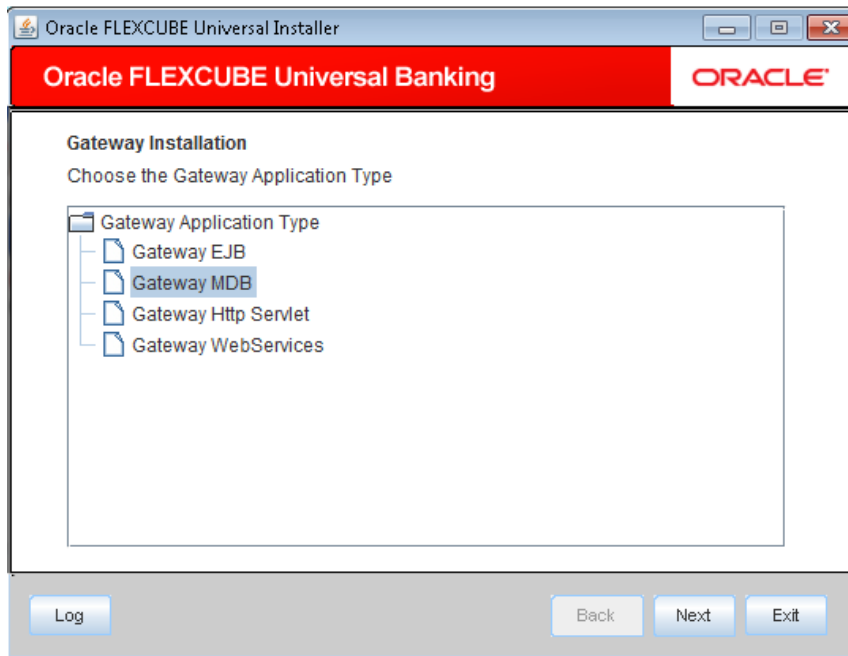 Oracle FLEXCUBE Universal Installer
Oracle FLEXCUBE Universal Banking
ORACLE
Gateway Installation
Choose the Gateway Application Type
Gateway Application Type
Gateway EJB
Gateway MDB
Gateway Http Servlet
Gateway WebServices
Log
Back
Next
Exit